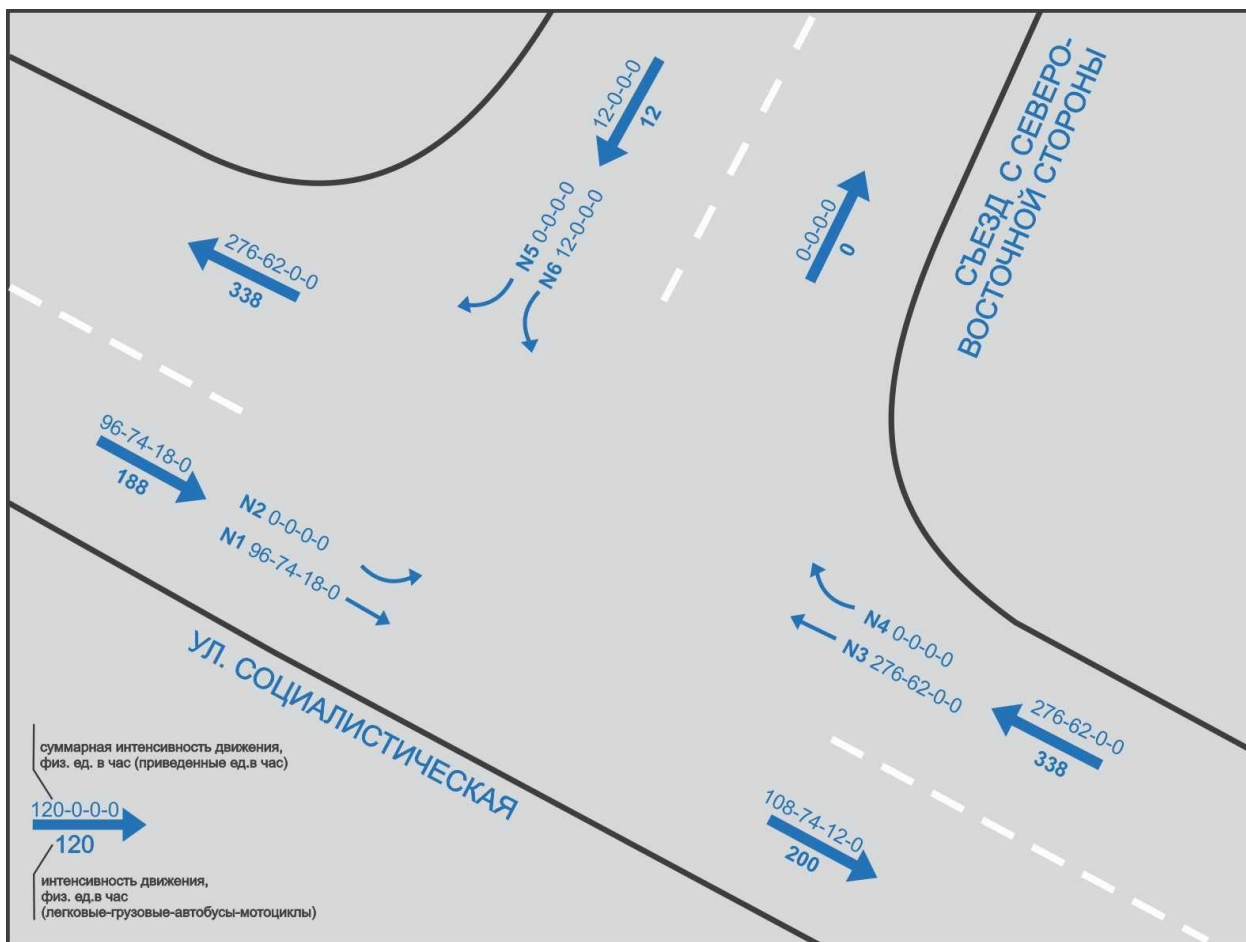 12-0-0-0
12
N5 0-0-0-0
N6 12-0-0-0
0-0-0-0
0
СЪЕЗД С СЕВЕРО-
ВОСТОЧНОЙ СТОРОНЫ
276-62-0-0
338
96-74-18-0
188
N2 0-0-0-0
N1 96-74-18-0
N4 0-0-0-0
N3 276-62-0-0
276-62-0-0
338
УЛ. СОЦИАЛИСТИЧЕСКАЯ
108-74-12-0
200
суммарная интенсивность движения,
физ. ед. в час (приведенные ед.в час)
120-0-0-0
120
интенсивность движения,
физ. ед.в час
(легковые-грузовые-автобусы-мотоциклы)